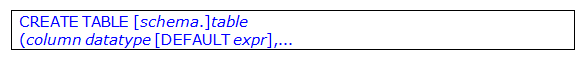 CREATE TABLE [schema.]table
(column datatype [DEFAULT expr],...